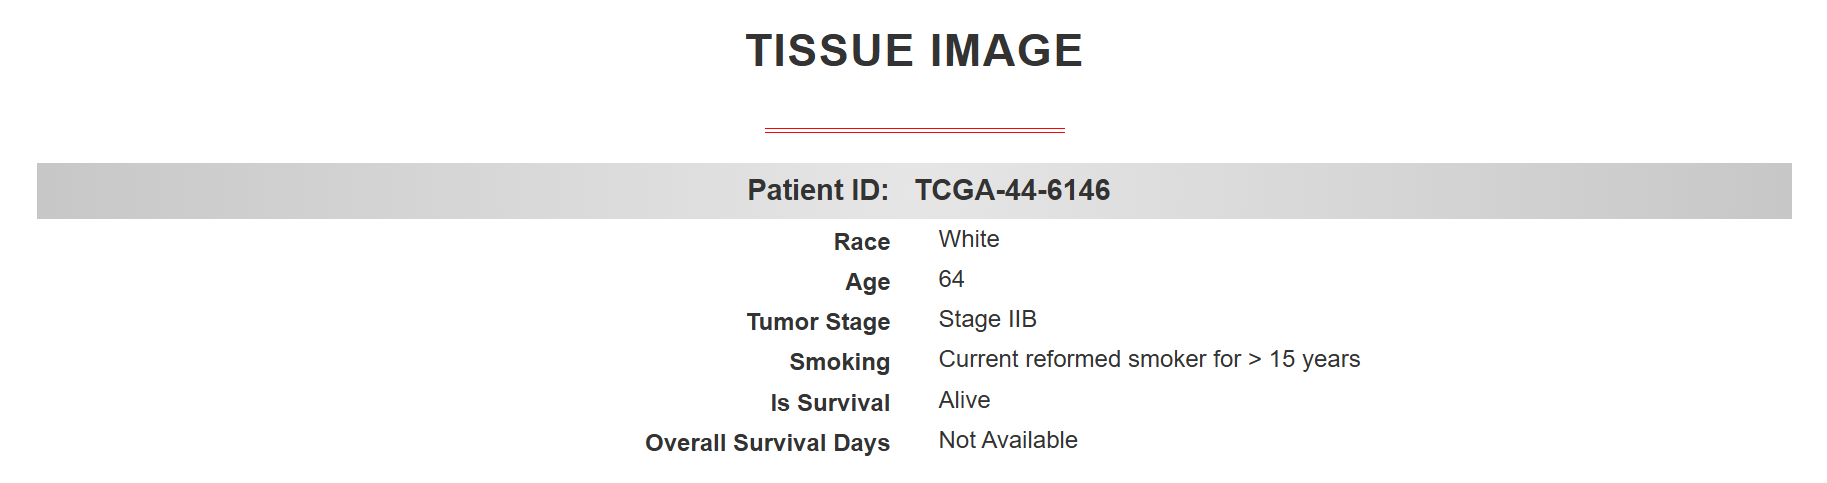 TISSUE IMAGE
Patient ID: TCGA-44-6146
Race White
Age 64
Tumor Stage Stage IIB
Smoking Current reformed smoker for > 15 years
Is Survival Alive
Overall Survival Days Not Available